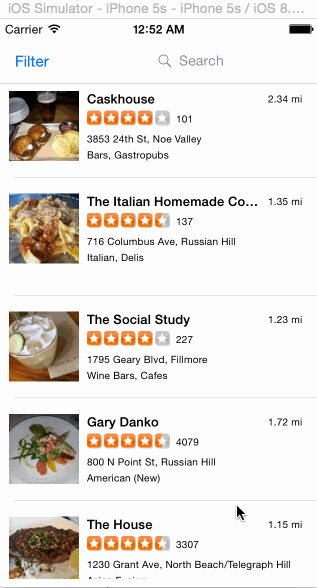 iOS Simulator - iPhone 5s - iPhone 5s / iOS 8....
Carrier 12:52 AM
Filter Search
Caskhouse 2.34 mi
101
3853 24th St, Noe Valley
Bars, Gastropubs
The Italian Homemade Co... 1.35 mi
137
716 Columbus Ave, Russian Hill
Italian, Delis
The Social Study 1.23 mi
227
1795 Geary Blvd, Fillmore
Wine Bars, Cafes
Gary Danko 1.72 mi
4079
800 N Point St, Russian Hill
American (New)
The House 1.15 mi
3307
1230 Grant Ave, North Beach/Telegraph Hill
Asian Fusion